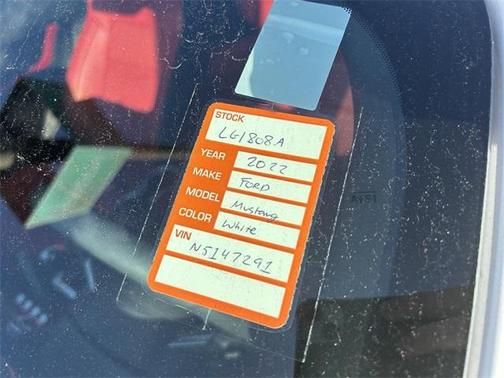 STOCK
LG1808A
YEAR 2022
MAKE FORD
MODEL Mustang
COLOR White
VIN
N5147291